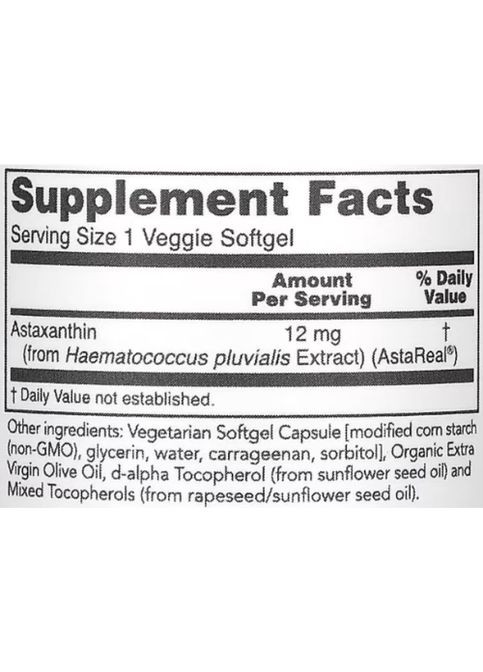 Supplement Facts
Serving Size 1 Veggie Softgel
Amount % Daily
Per Serving Value
Astaxanthin 12 mg †
(from Haematococcus pluvialis Extract) (AstaReal®)
† Daily Value not established.
Other ingredients: Vegetarian Softgel Capsule [modified corn starch
(non-GMO), glycerin, water, carrageenan, sorbitol], Organic Extra
Virgin Olive Oil, d-alpha Tocopherol (from sunflower seed oil) and
Mixed Tocopherols (from rapeseed/sunflower seed oil).